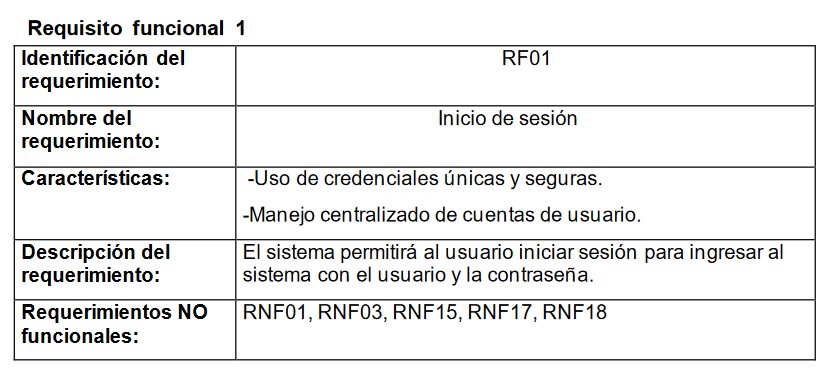 Requisito funcional 1
Identificación del requerimiento:
RF01
Nombre del requerimiento:
Inicio de sesión
Características:
-Uso de credenciales únicas y seguras.
-Manejo centralizado de cuentas de usuario.
Descripción del requerimiento:
El sistema permitirá al usuario iniciar sesión para ingresar al
sistema con el usuario y la contraseña.
Requerimientos NO funcionales:
RNF01, RNF03, RNF15, RNF17, RNF18